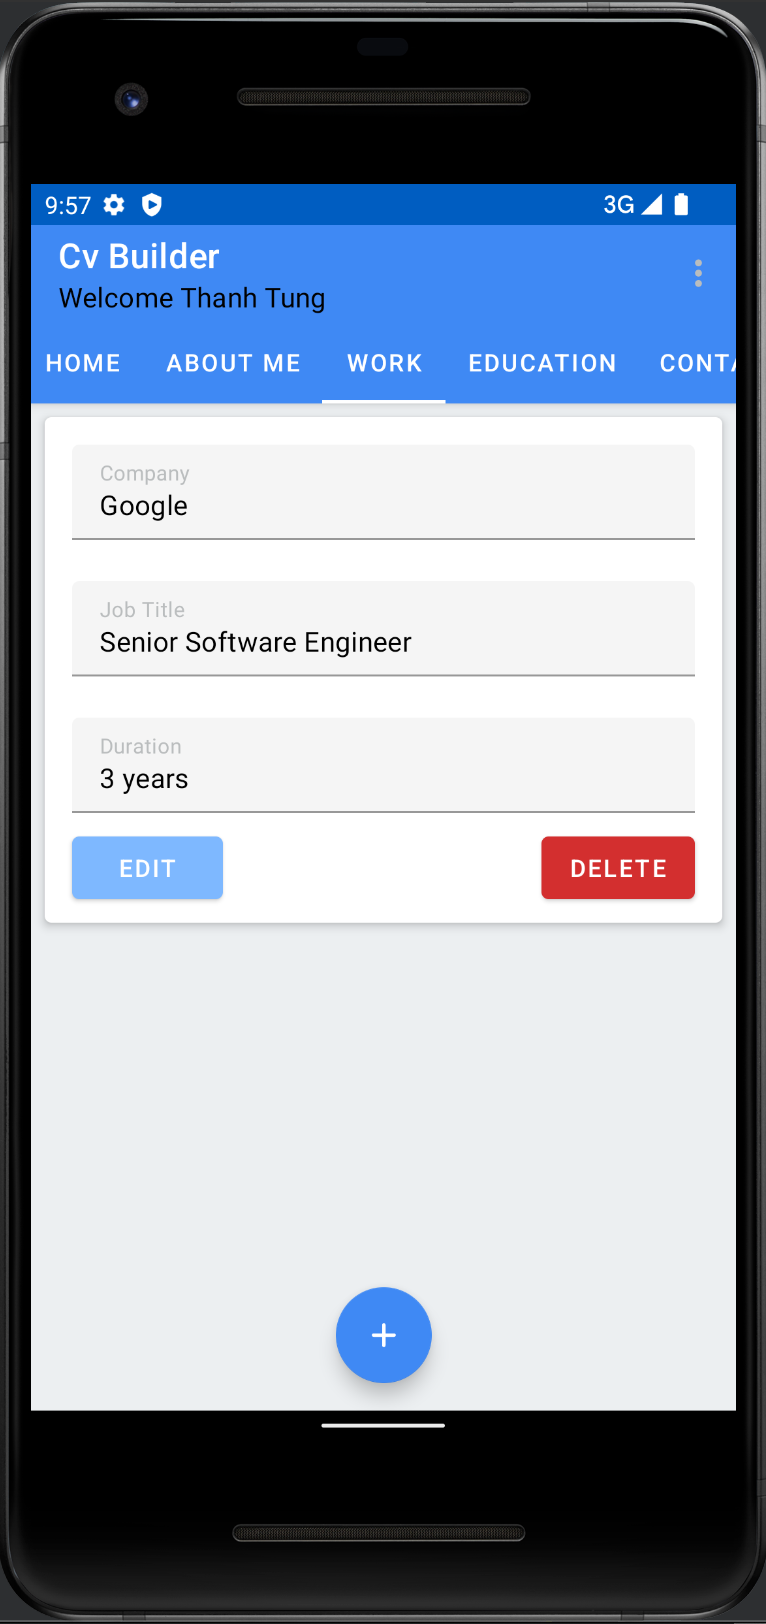 9:57 3G
Cv Builder
Welcome Thanh Tung
HOME ABOUT ME WORK EDUCATION CONTA
Company
Google
Job Title
Senior Software Engineer
Duration
3 years
EDIT DELETE
+